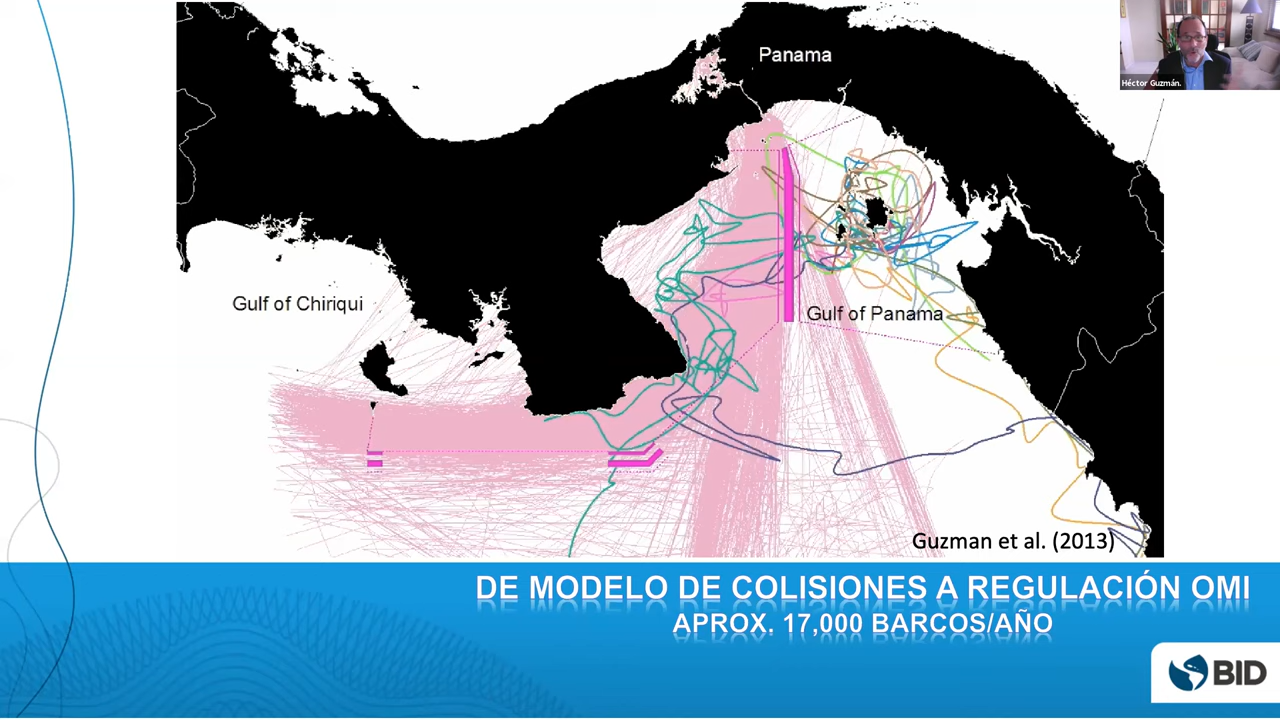 Panama
Héctor Guzmán.
Gulf of Chiriqui
Gulf of Panama
Guzman et al. (2013)
DE MODELO DE COLISIONES A REGULACIÓN OMI
APROX. 17,000 BARCOS/AÑO
BID